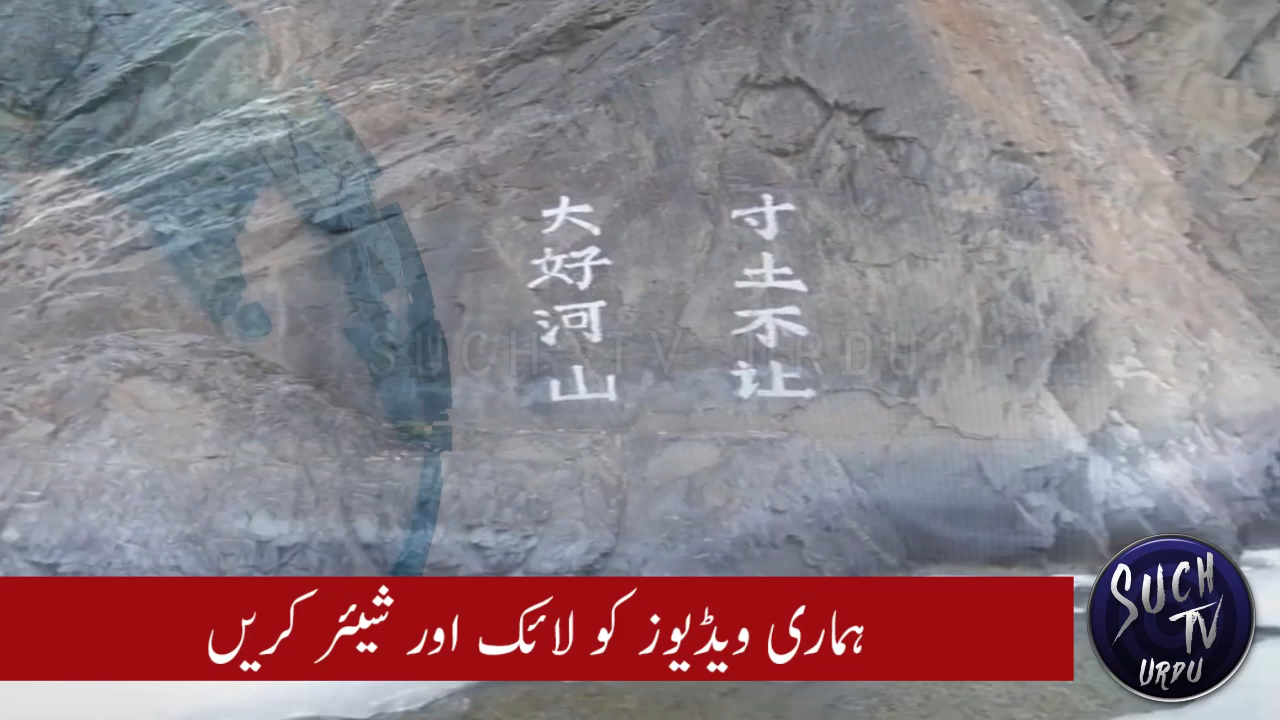 大好河山
寸土不让
SUCH TV URDU
ہماری ویڈیوز کو لائک اور شیئر کریں
SUCH
TV
URDU